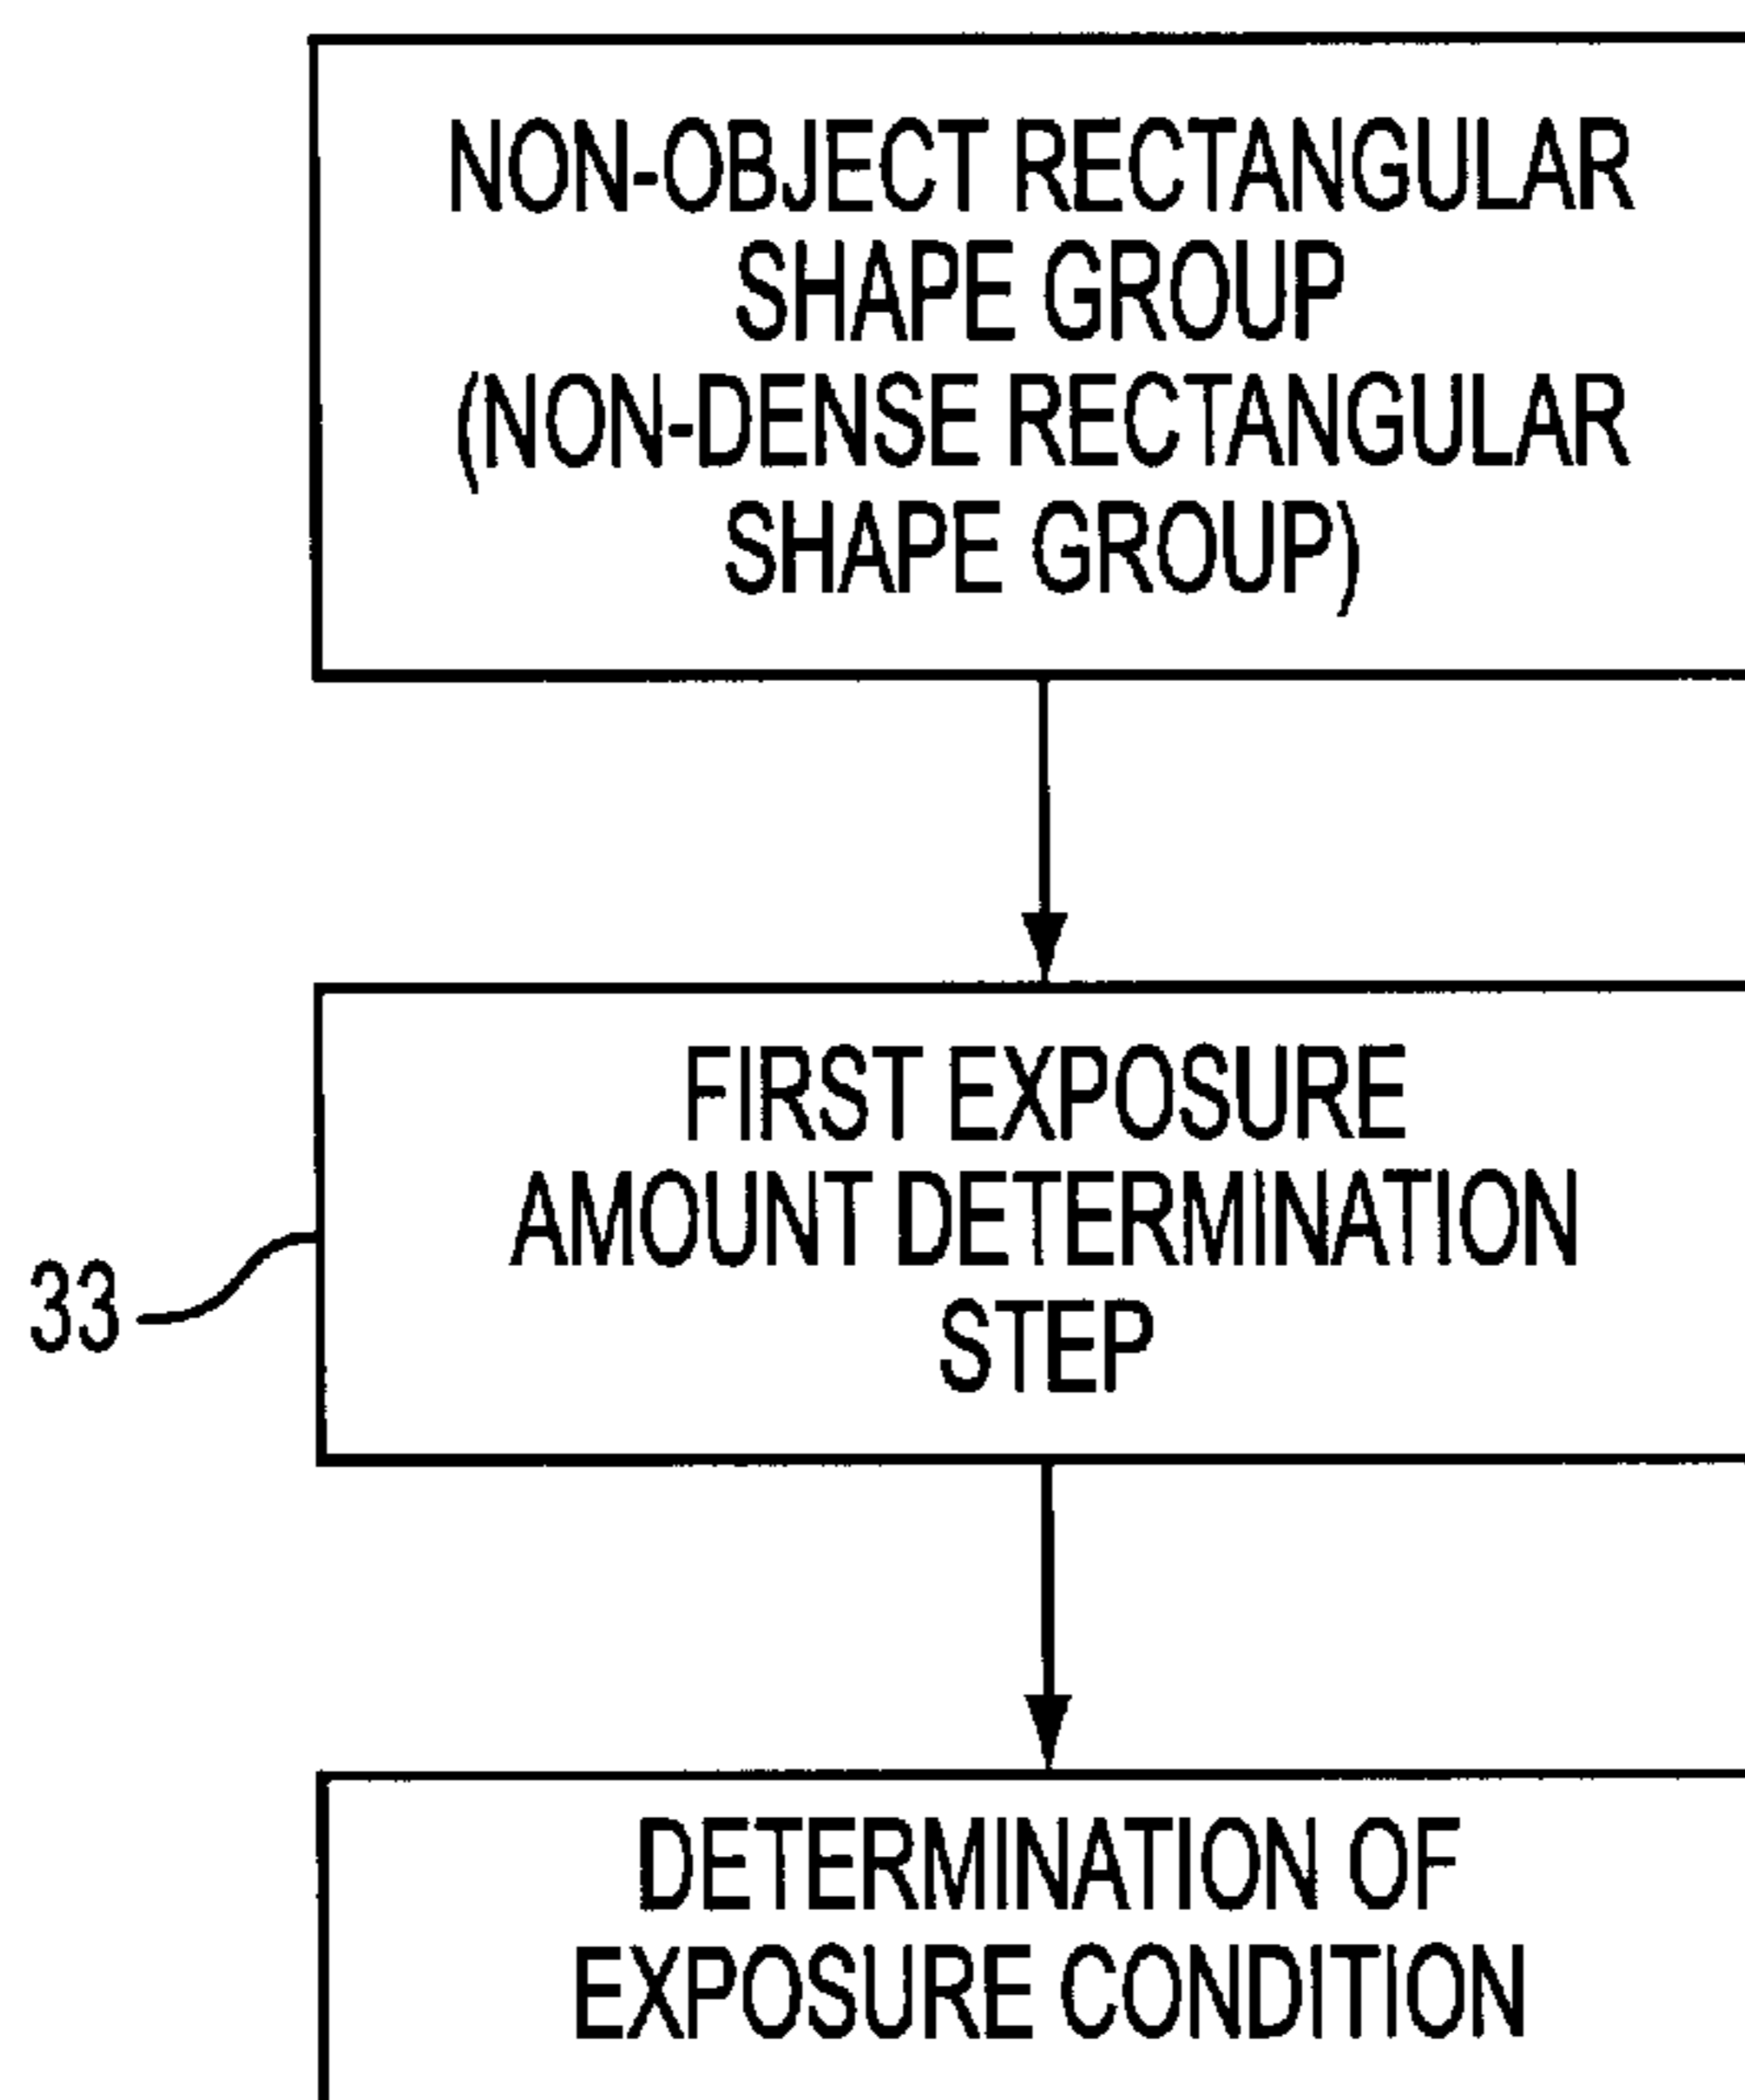 NON-OBJECT RECTANGULAR
SHAPE GROUP
(NON-DENSE RECTANGULAR
SHAPE GROUP)
FIRST EXPOSURE
AMOUNT DETERMINATION
STEP
33
DETERMINATION OF
EXPOSURE CONDITION